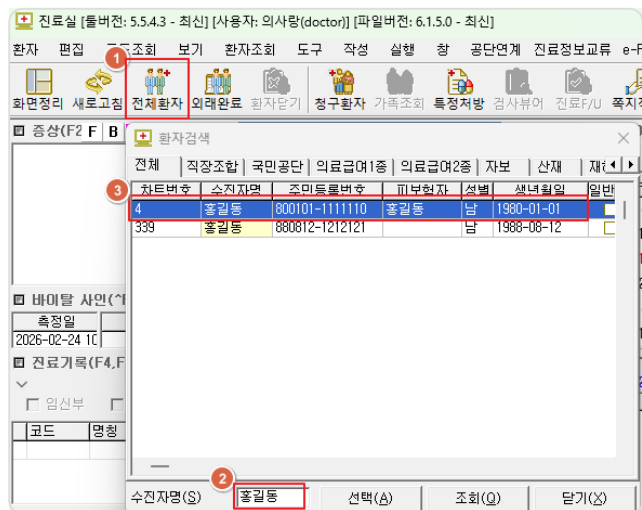 진료실 [툴버전: 5.5.4.3 - 최신] [사용자: 의사랑(doctor)] [파일버전: 6.1.5.0 - 최신]
환자 편집 조회 보기 환자조회 도구 작성 실행 창 공단연계 진료정보교류
1
화면정리 새로고침 전체환자 외래완료 환자닫기 청구환자 가족조회 특정처방 검사뷰어 진료F/U
증상(F2 F B
환자검색
전체 직장조합 국민공단 의료급여1종 의료급여2종 자보 산재
3
차트번호 수진자명 주민등록번호 피보험자 성별 생년월일 일반
4 홍길동 800101-1111110 홍길동 남 1980-01-01
339 홍길동 880812-1212121 남 1988-08-12
바이탈 사인(^F
측정일
2026-02-24 10
진료기록(F4,F
임신부
코드 명칭
2
수진자명(S) 홍길동 선택(A) 조회(Q) 닫기(X)